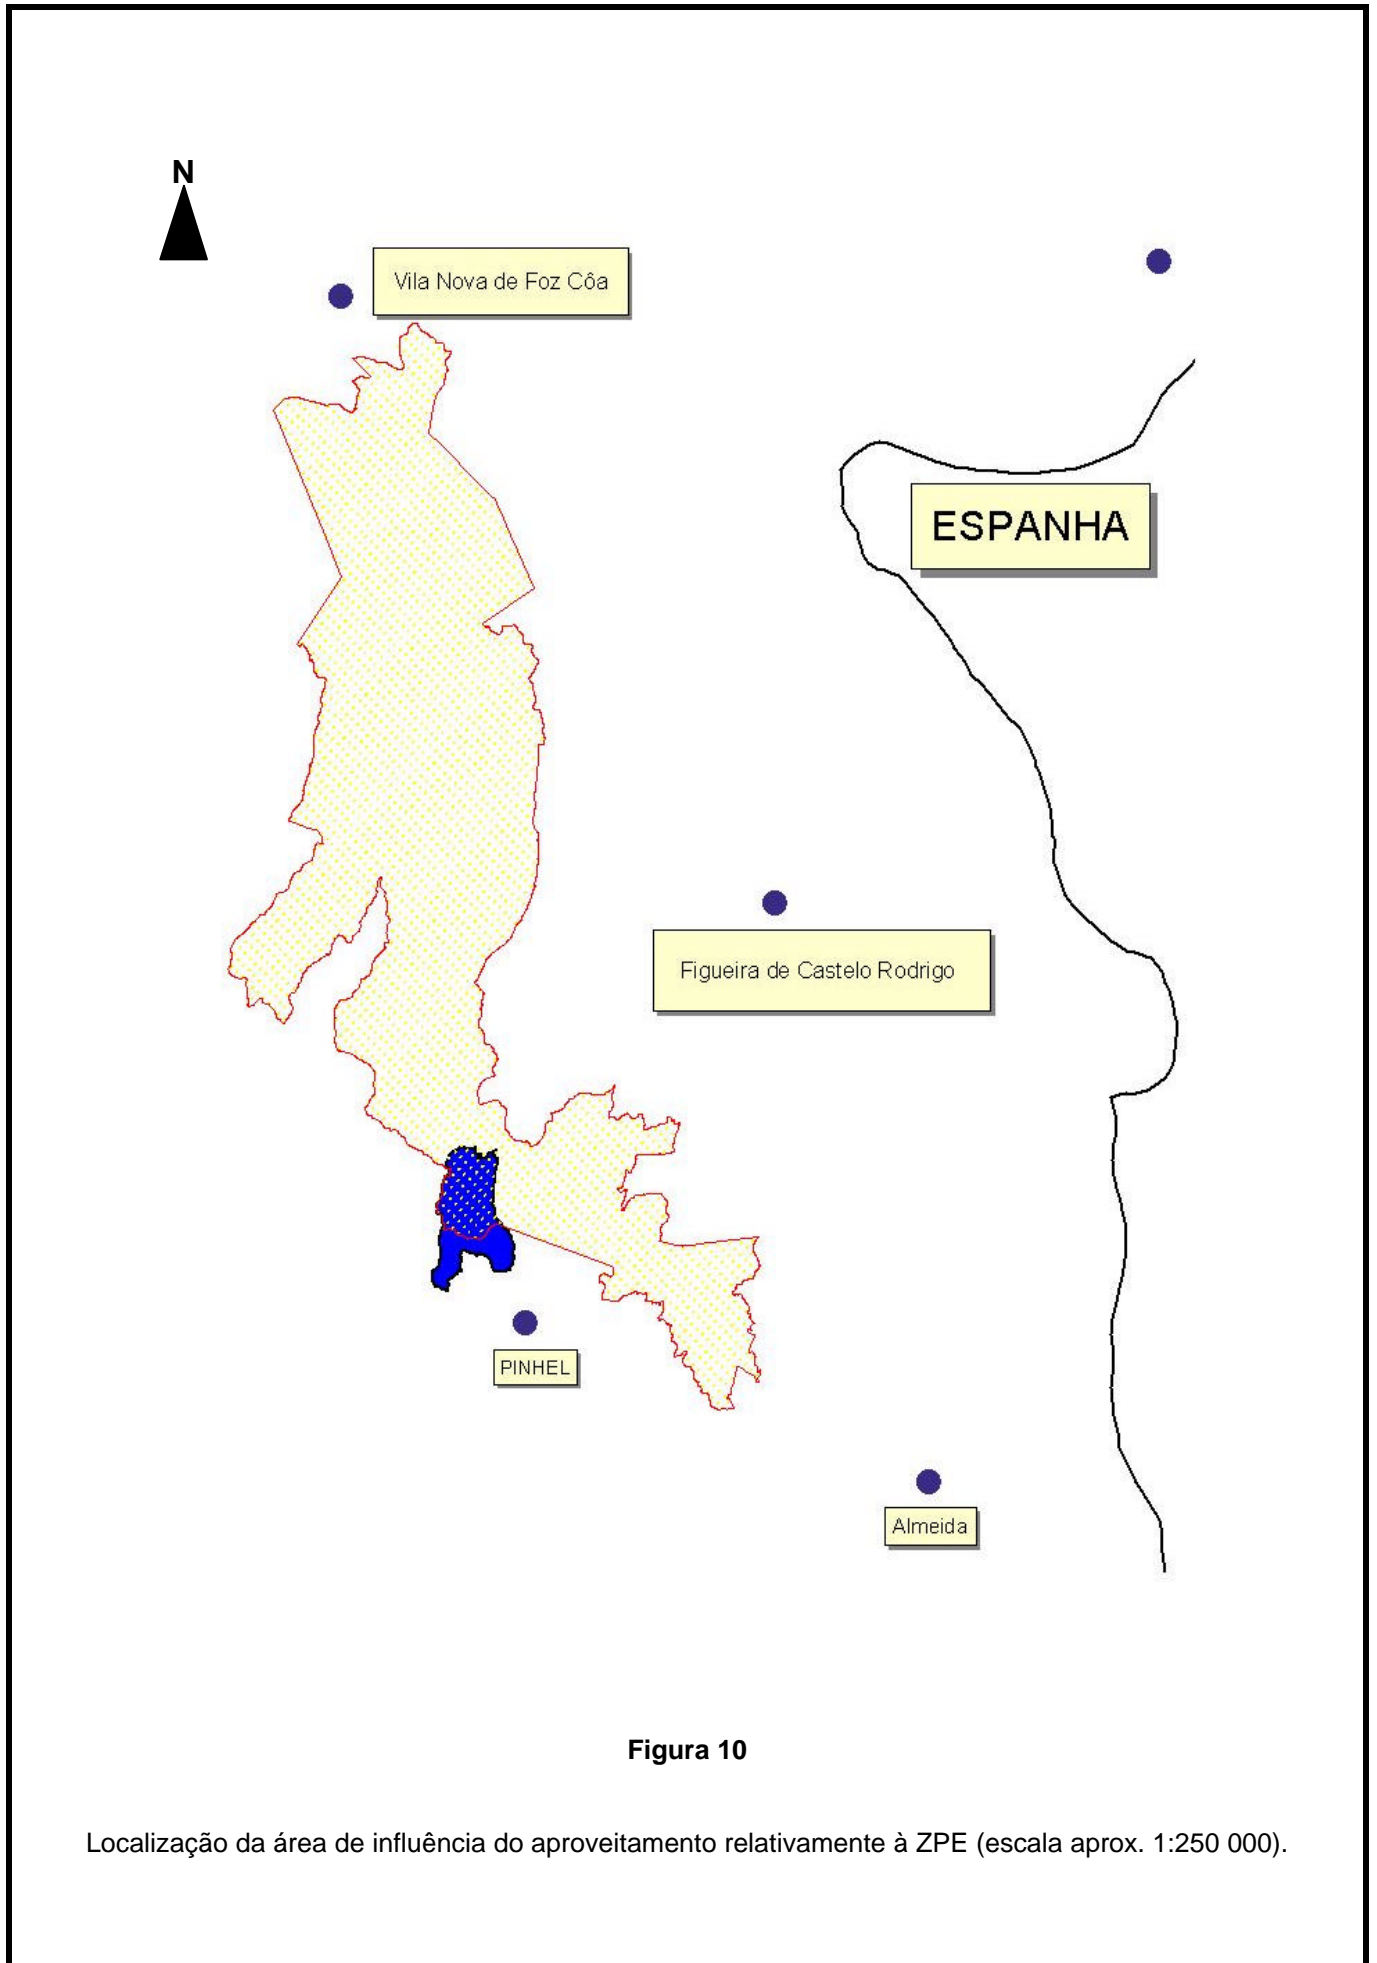 N
Vila Nova de Foz Côa
ESPANHA
Figueira de Castelo Rodrigo
PINHEL
Almeida
Figura 10
Localização da área de influência do aproveitamento relativamente à ZPE (escala aprox. 1:250 000).